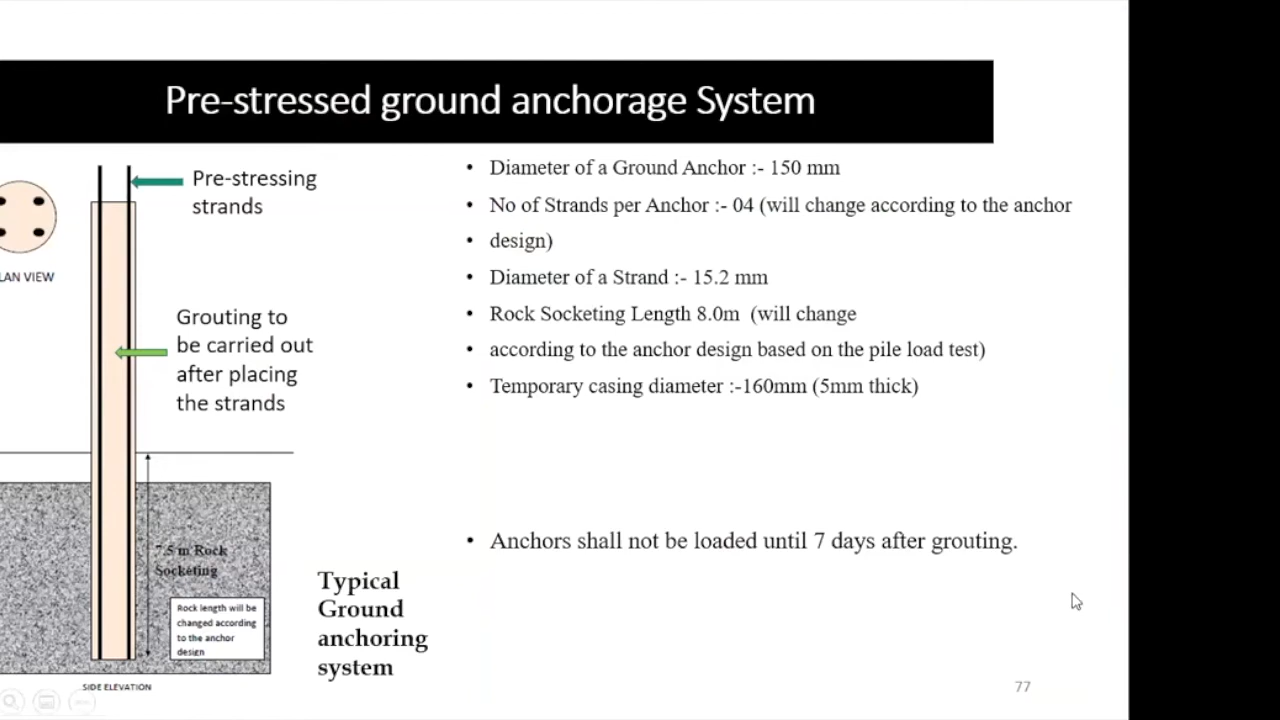 Pre-stressed ground anchorage System
Pre-stressing
strands
LAN VIEW
Grouting to
be carried out
after placing
the strands
7.5 m Rock
Socketing
Rock length will be
changed according
to the anchor
design
SIDE ELEVATION
Typical
Ground
anchoring
system
• Diameter of a Ground Anchor :- 150 mm
• No of Strands per Anchor :- 04 (will change according to the anchor
• design)
• Diameter of a Strand :- 15.2 mm
• Rock Socketing Length 8.0m (will change
• according to the anchor design based on the pile load test)
• Temporary casing diameter :-160mm (5mm thick)
• Anchors shall not be loaded until 7 days after grouting.
77